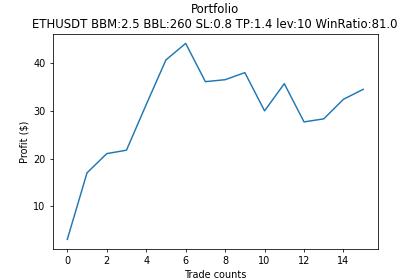 Portfolio
ETHUSDT BBM:2.5 BBL:260 SL:0.8 TP:1.4 lev:10 WinRatio:81.0
40
30
20
10
Profit ($)
0 2 4 6 8 10 12 14
Trade counts